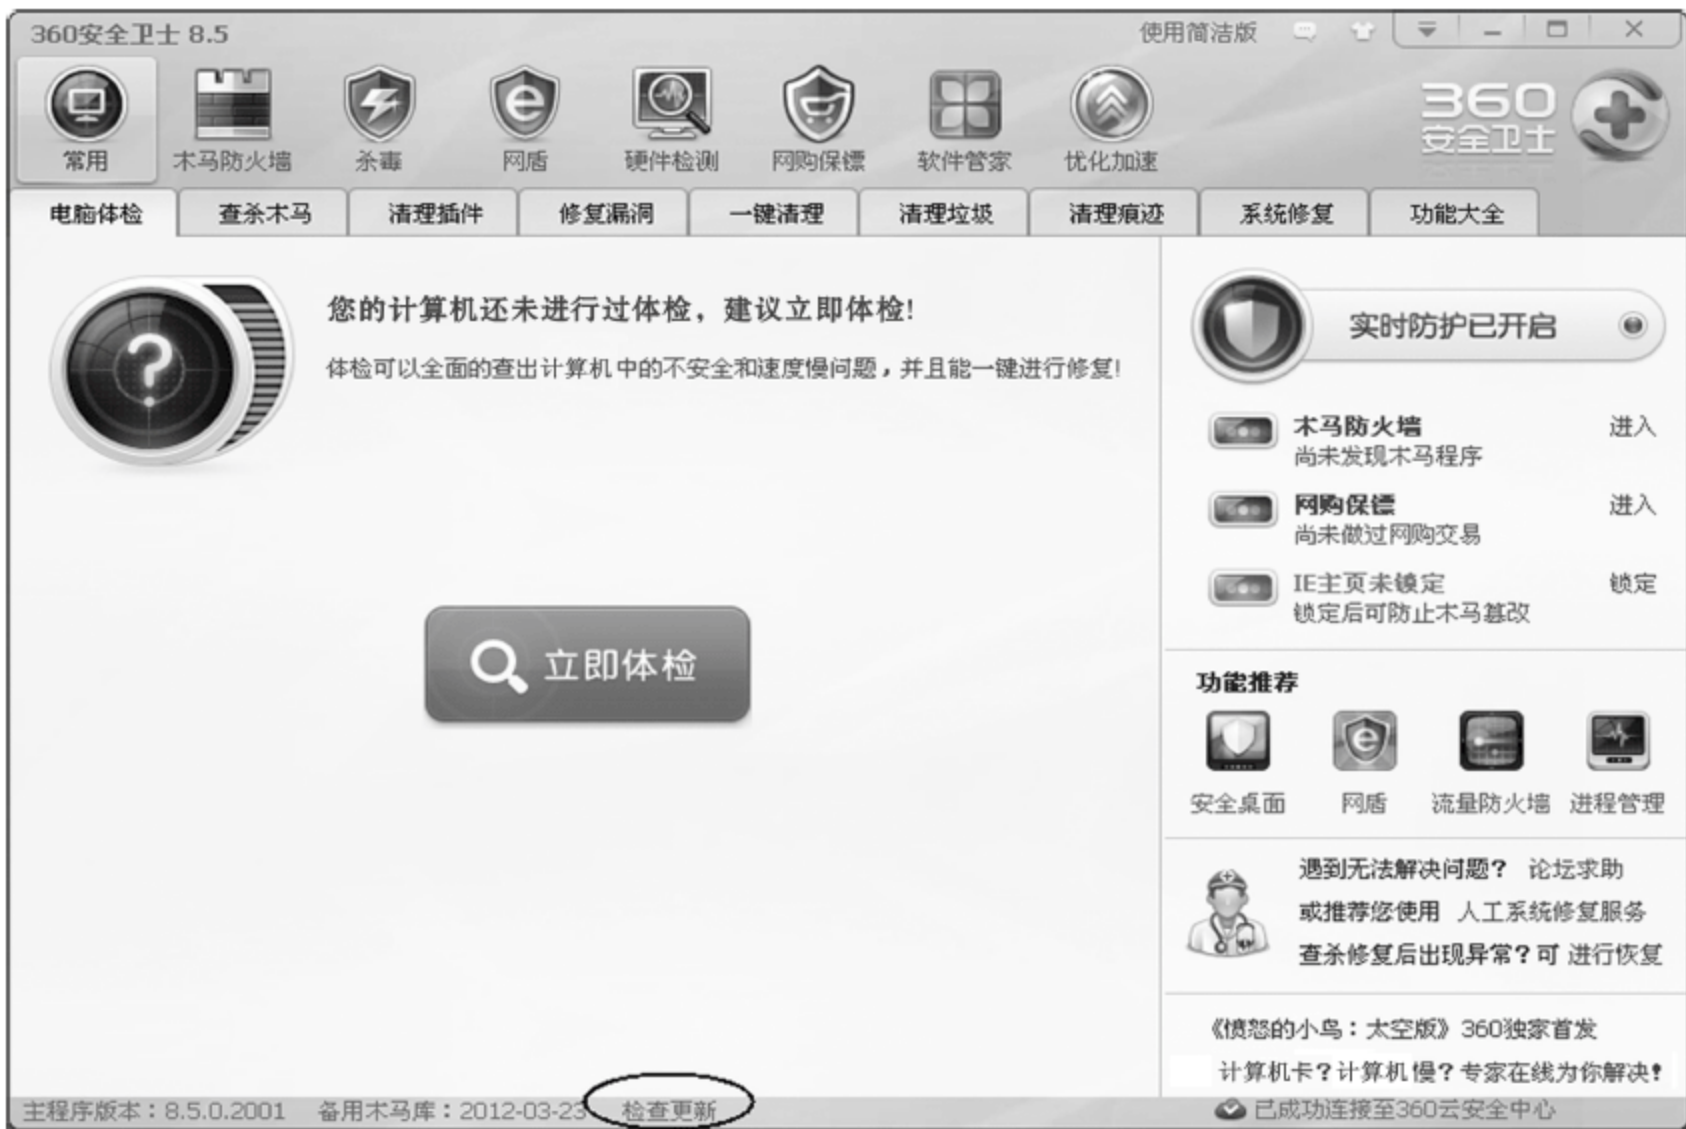 360安全卫士 8.5
使用简洁版
常用
木马防火墙
杀毒
网盾
硬件检测
网购保镖
软件管家
优化加速
360
安全卫士
电脑体检
查杀木马
清理插件
修复漏洞
一键清理
清理垃圾
清理痕迹
系统修复
功能大全
您的计算机还未进行过体检，建议立即体检!
体检可以全面的查出计算机中的不安全和速度慢问题，并且能一键进行修复!
立即体检
实时防护已开启
木马防火墙 进入
尚未发现木马程序
网购保镖 进入
尚未做过网购交易
IE主页未锁定 锁定
锁定后可防止木马篡改
功能推荐
安全桌面
网盾
流量防火墙
进程管理
遇到无法解决问题？ 论坛求助
或推荐您使用 人工系统修复服务
查杀修复后出现异常？可 进行恢复
《愤怒的小鸟：太空版》360独家首发
计算机卡？计算机慢？专家在线为你解决！
主程序版本：8.5.0.2001 备用木马库：2012-03-23 检查更新
已成功连接至360云安全中心